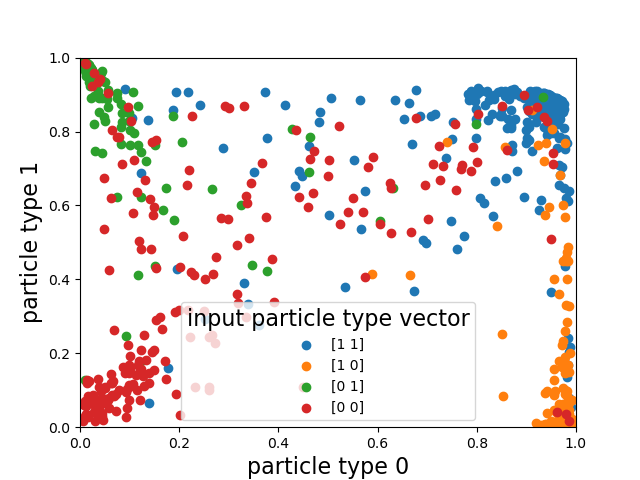 1.0
0.8
0.6
0.4
0.2
0.0
particle type 1
input particle type vector
[1 1]
[1 0]
[0 1]
[0 0]
0.0 0.2 0.4 0.6 0.8 1.0
particle type 0